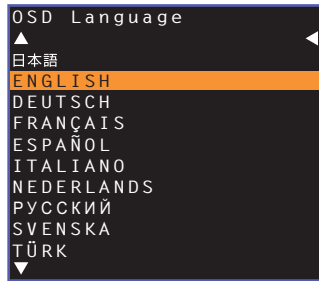 OSD Language
日本語
ENGLISH
DEUTSCH
FRANÇAIS
ESPAÑOL
ITALIANO
NEDERLANDS
РУССКИЙ
SVENSKA
TÜRK